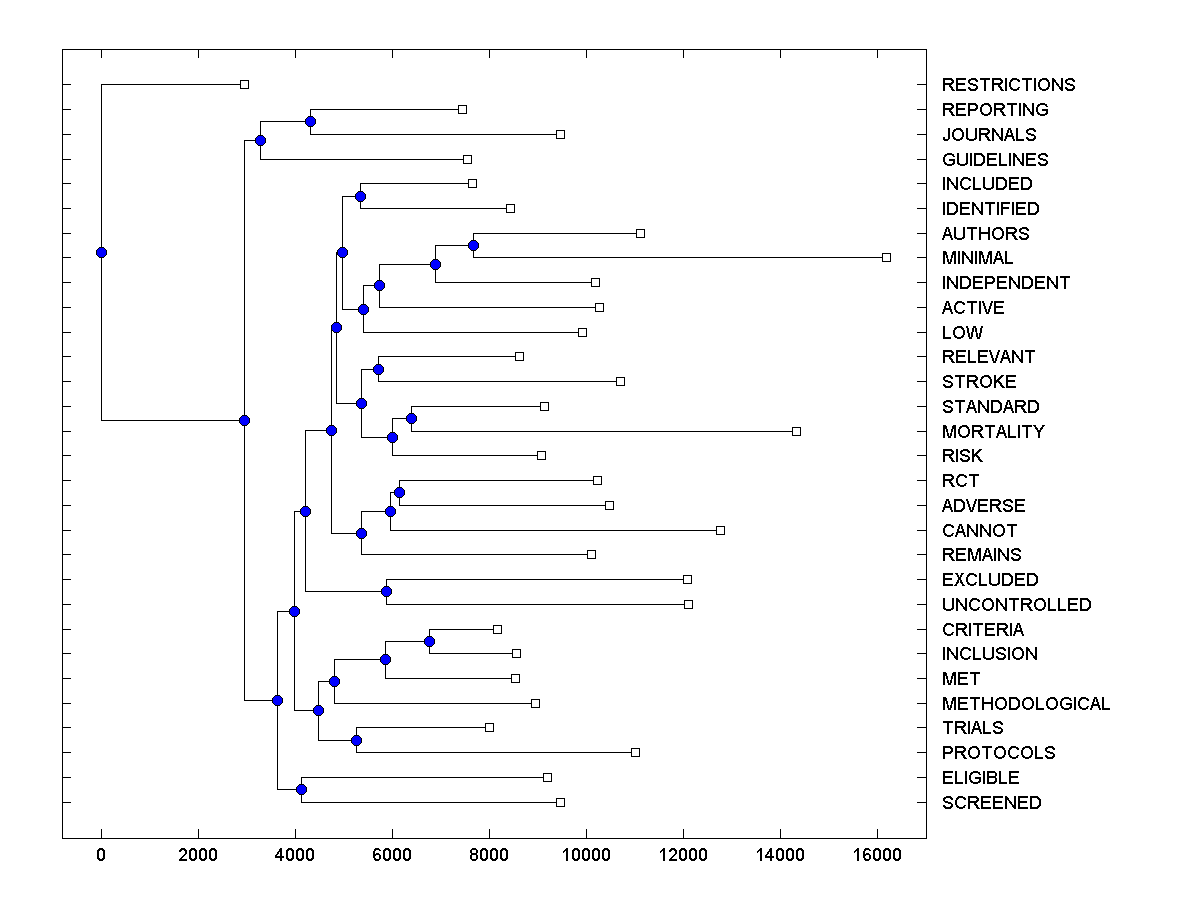 RESTRICTIONS
REPORTING
JOURNALS
GUIDELINES
INCLUDED
IDENTIFIED
AUTHORS
MINIMAL
INDEPENDENT
ACTIVE
LOW
RELEVANT
STROKE
STANDARD
MORTALITY
RISK
RCT
ADVERSE
CANNOT
REMAINS
EXCLUDED
UNCONTROLLED
CRITERIA
INCLUSION
MET
METHODOLOGICAL
TRIALS
PROTOCOLS
ELIGIBLE
SCREENED
0 2000 4000 6000 8000 10000 12000 14000 16000